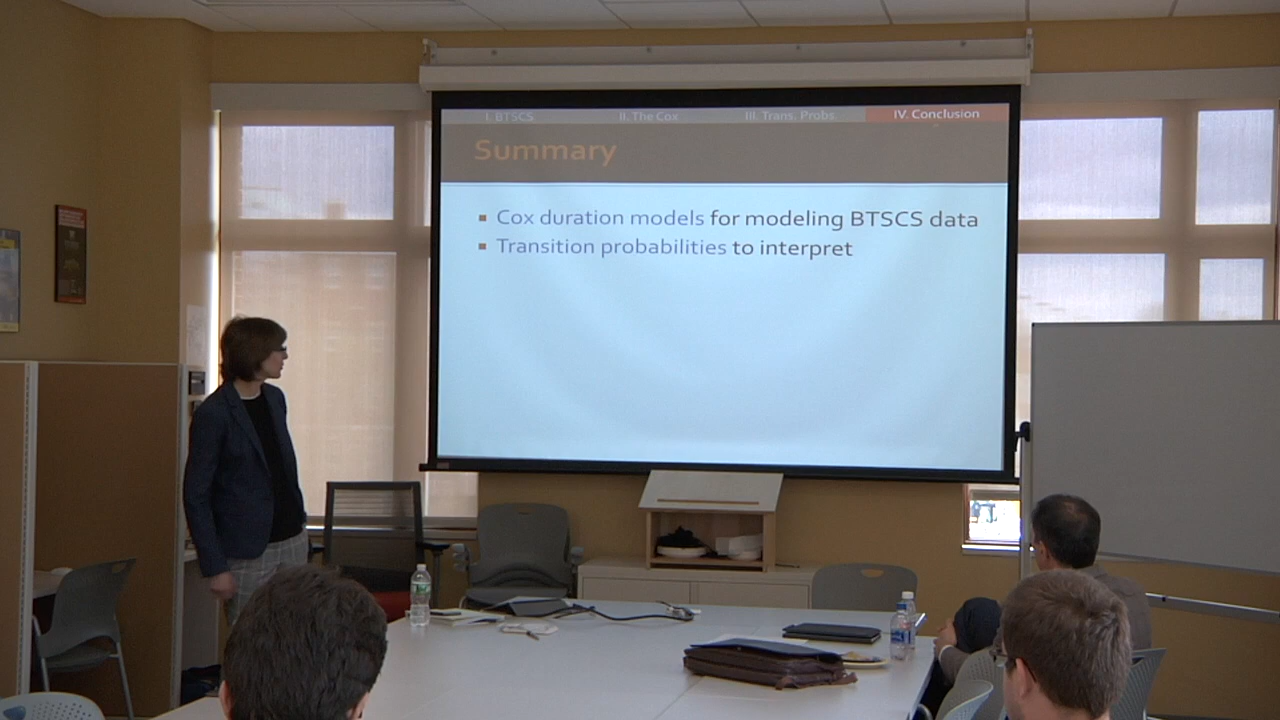 I. BTSCS
II. The Cox
III. Trans. Probs.
IV. Conclusion
Summary
Cox duration models for modeling BTSCS data
Transition probabilities to interpret